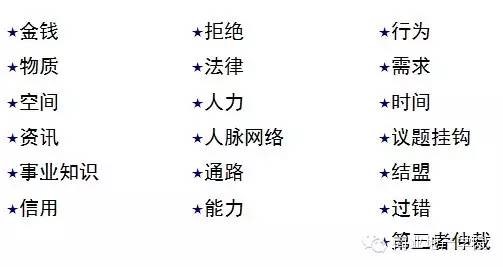 ★金钱 ★拒绝 ★行为
★物质 ★法律 ★需求
★空间 ★人力 ★时间
★资讯 ★人脉网络 ★议题挂钩
★事业知识 ★通路 ★结盟
★信用 ★能力 ★过错
★第三者仲裁